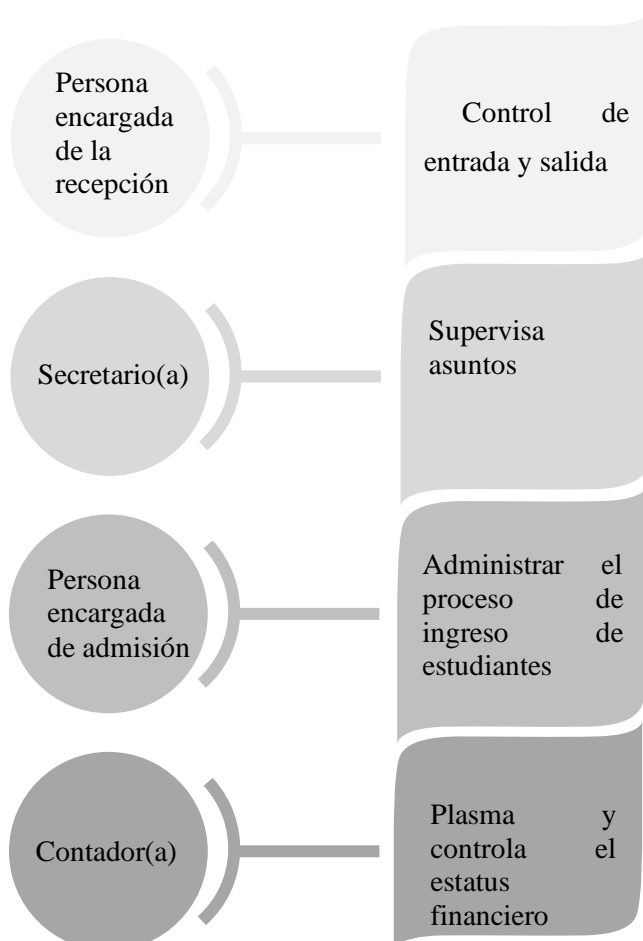 Persona
encargada
de la
recepción
Control de
entrada y salida
Secretario(a)
Supervisa
asuntos
Persona
encargada
de admisión
Administrar el
proceso de
ingreso de
estudiantes
Contador(a)
Plasma y
controla el
estatus
financiero